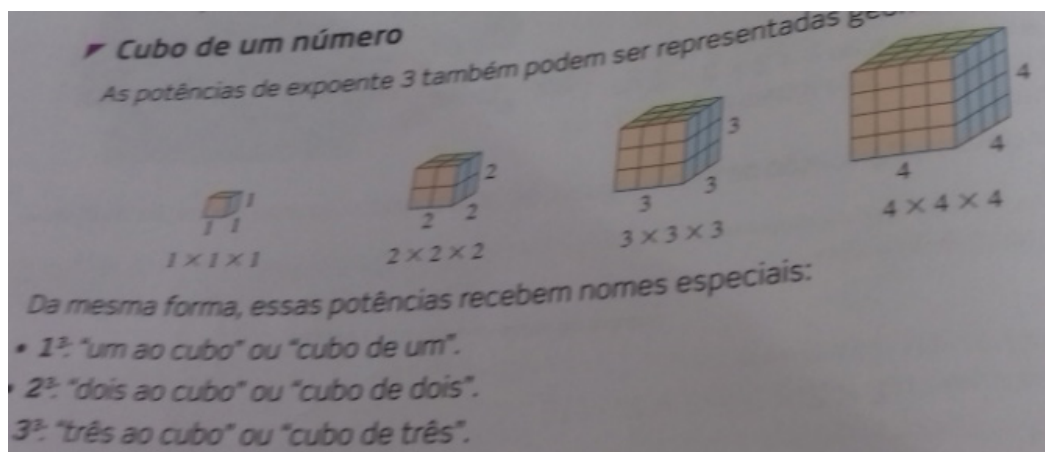 Cubo de um número
As potências de expoente 3 também podem ser representadas
1 1 1
2 2 2
3 3 3
4 4 4
1 × 1 × 1
2 × 2 × 2
3 × 3 × 3
4 × 4 × 4
Da mesma forma, essas potências recebem nomes especiais:
• 1³: “um ao cubo” ou “cubo de um”.
• 2³: “dois ao cubo” ou “cubo de dois”.
3³: “três ao cubo” ou “cubo de três”.